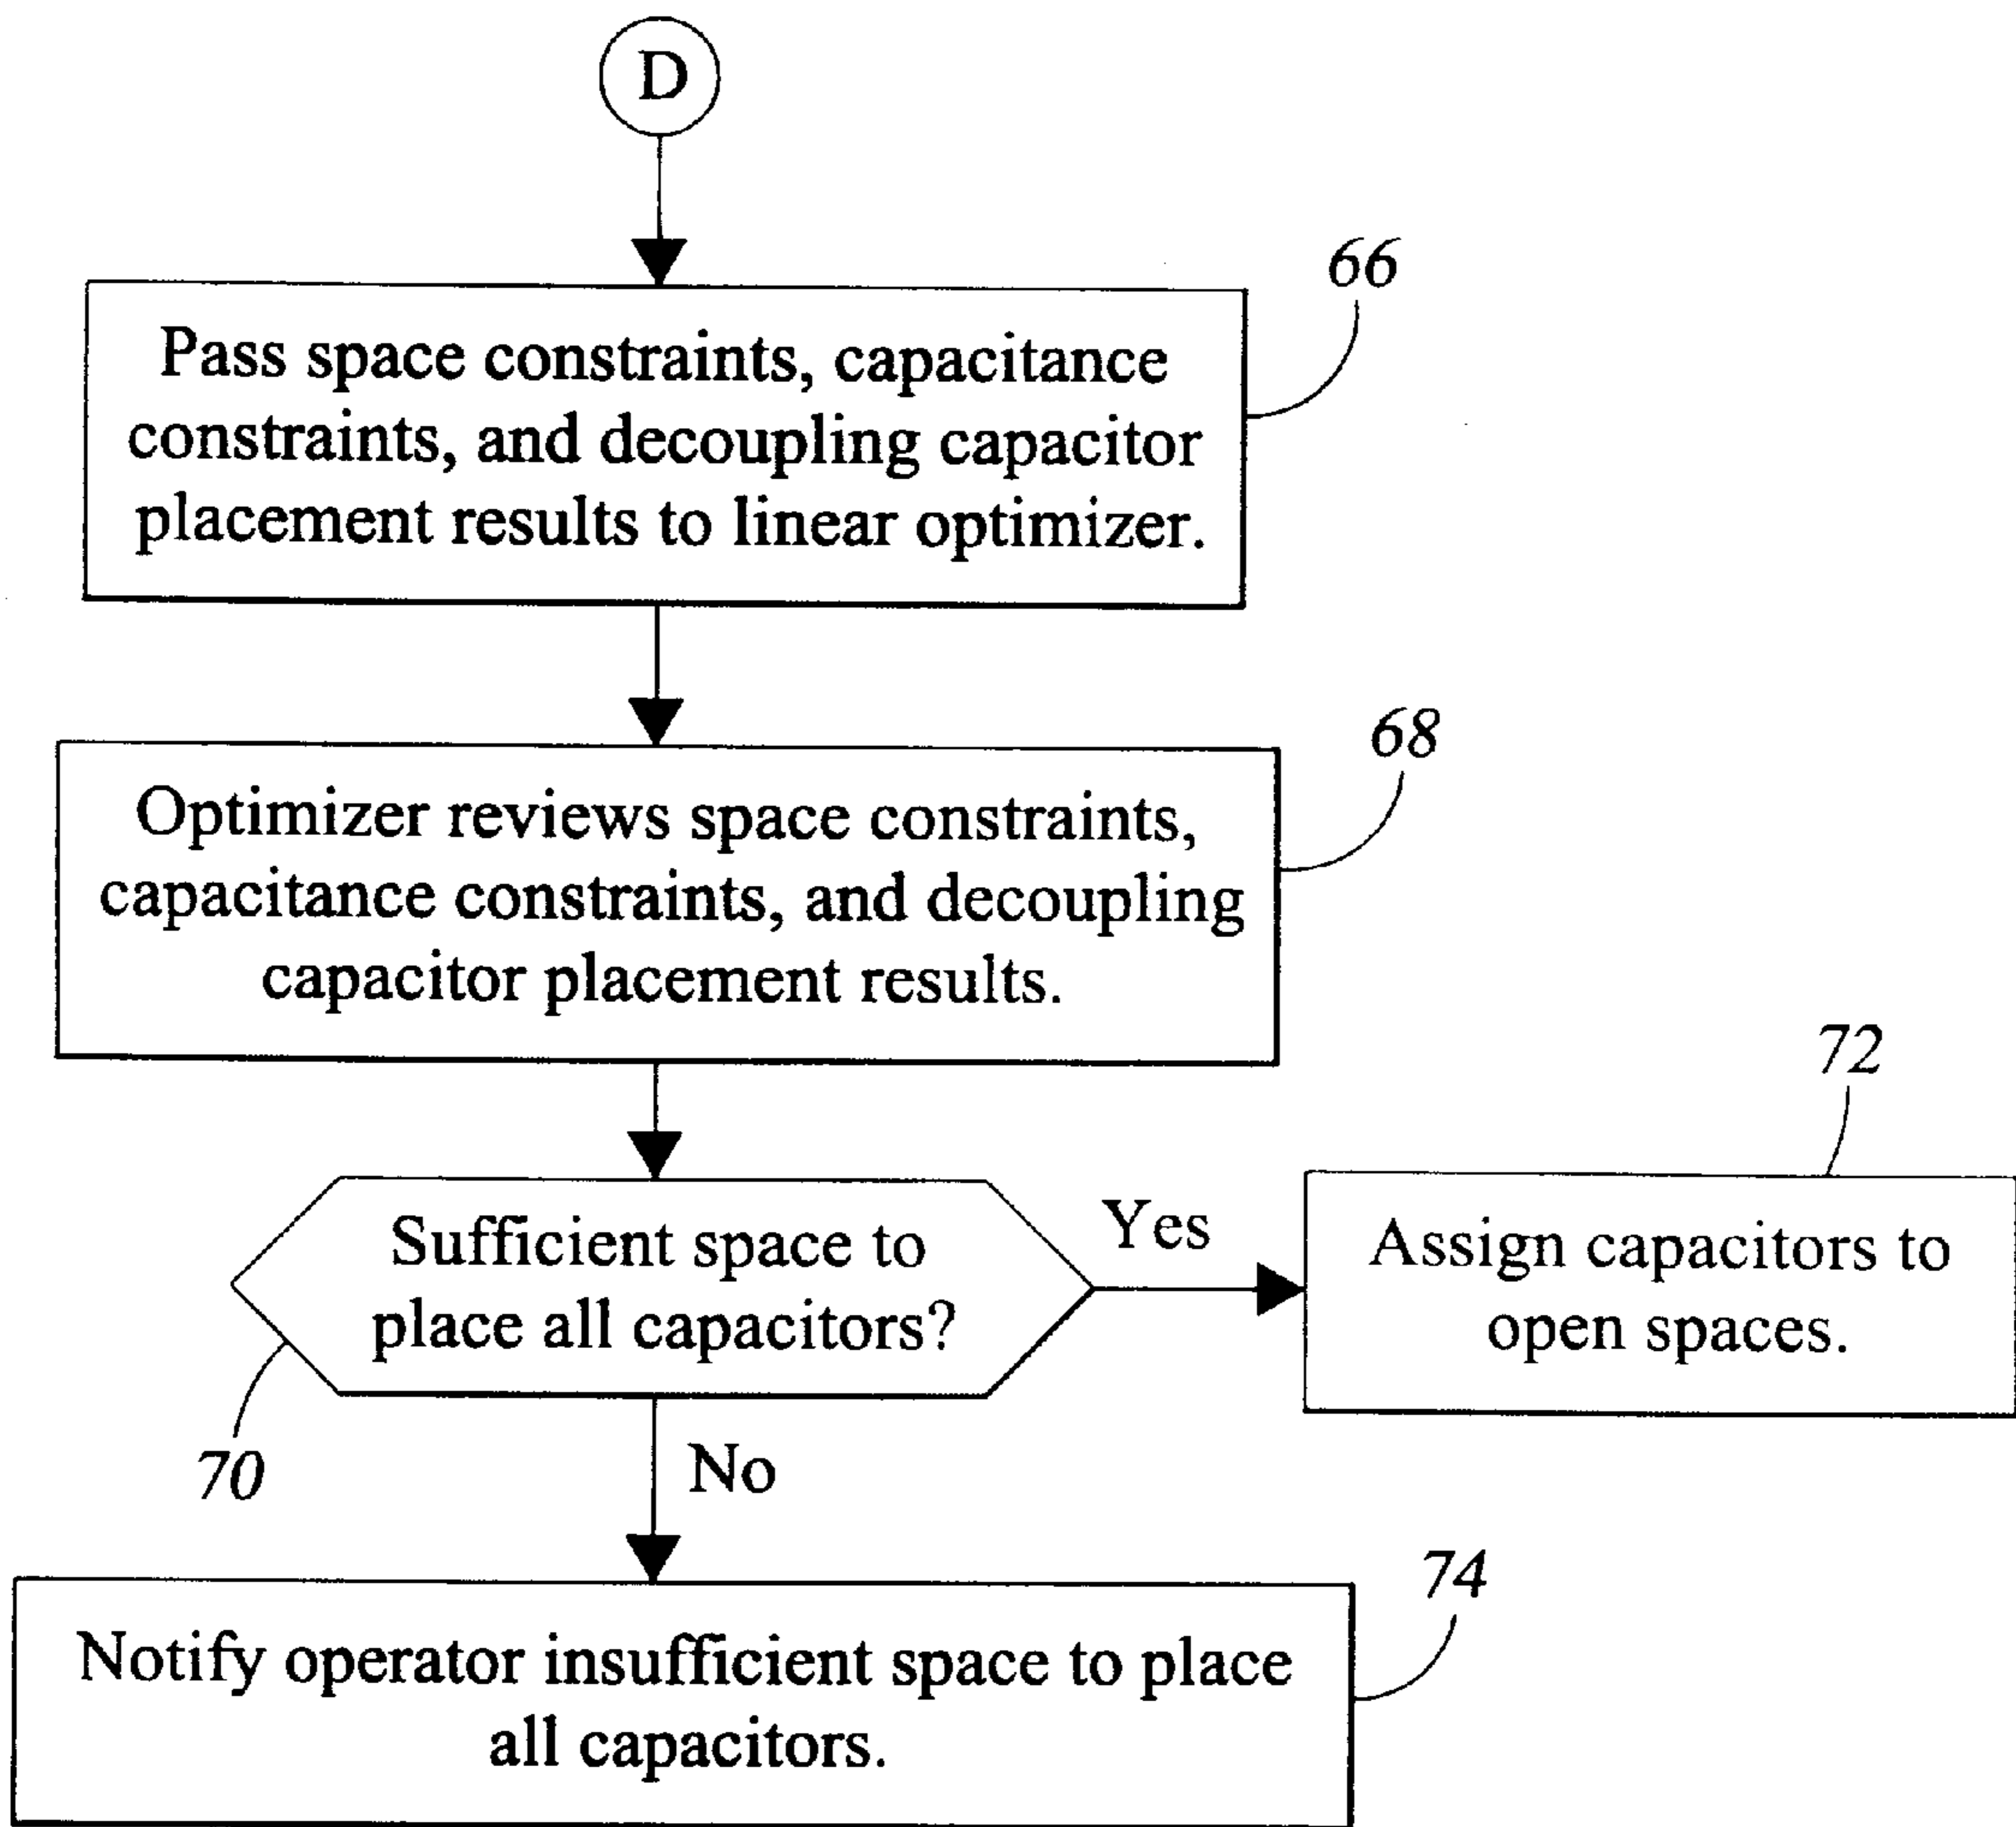 D
66
Pass space constraints, capacitance
constraints, and decoupling capacitor
placement results to linear optimizer.
68
Optimizer reviews space constraints,
capacitance constraints, and decoupling
capacitor placement results.
72
Sufficient space to
place all capacitors?
Yes
Assign capacitors to
open spaces.
70
No
74
Notify operator insufficient space to place
all capacitors.